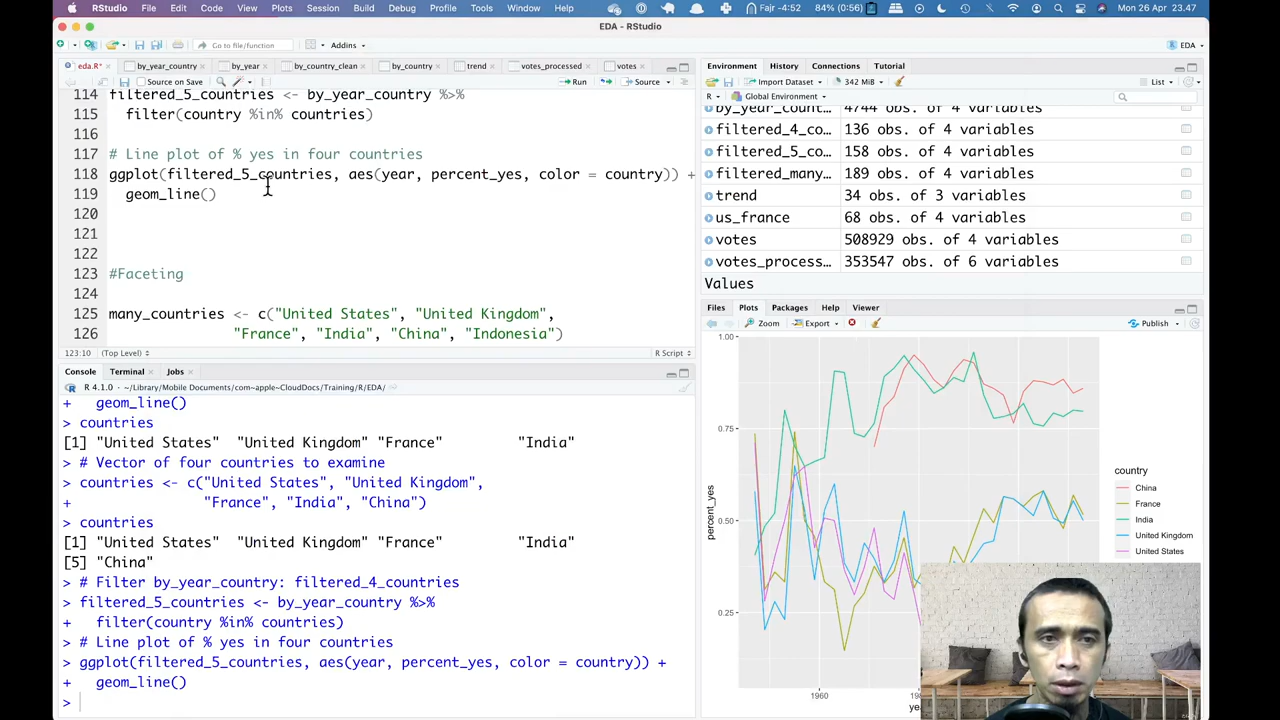 RStudio File Edit Code View Plots Session Build Debug Profile Tools Window Help Fajr -4:52 84% (0:56) Mon 26 Apr 23.47
EDA - RStudio
Go to file/function Addins EDA
eda.R* by_year_country by_year by_country_clean by_country trend votes_processed votes
Source on Save Run Source
114 filtered_5_countries <- by_year_country %>%
115 filter(country %in% countries)
116
117 # Line plot of % yes in four countries
118 ggplot(filtered_5_countries, aes(year, percent_yes, color = country)) +
119 geom_line()
120
121
122
123 #Faceting
124
125 many_countries <- c("United States", "United Kingdom",
126 "France", "India", "China", "Indonesia")
123:10 (Top Level) R Script
Console Terminal Jobs
R 4.1.0 · ~/Library/Mobile Documents/com~apple~CloudDocs/Training/R/EDA/
+ geom_line()
> countries
[1] "United States" "United Kingdom" "France" "India"
> # Vector of four countries to examine
> countries <- c("United States", "United Kingdom",
+ "France", "India", "China")
> countries
[1] "United States" "United Kingdom" "France" "India"
[5] "China"
> # Filter by_year_country: filtered_4_countries
> filtered_5_countries <- by_year_country %>%
+ filter(country %in% countries)
> # Line plot of % yes in four countries
> ggplot(filtered_5_countries, aes(year, percent_yes, color = country)) +
+ geom_line()
>
Environment History Connections Tutorial
Import Dataset 342 MiB List
R Global Environment
by_year_count… 4744 obs. of 4 variables
filtered_4_co… 136 obs. of 4 variables
filtered_5_co… 158 obs. of 4 variables
filtered_many… 189 obs. of 4 variables
trend 34 obs. of 3 variables
us_france 68 obs. of 4 variables
votes 508929 obs. of 4 variables
votes_process… 353547 obs. of 6 variables
Values
Files Plots Packages Help Viewer
Zoom Export Publish
1.00
0.75
0.50
0.25
percent_yes
1960
country
China
France
India
United Kingdom
United States